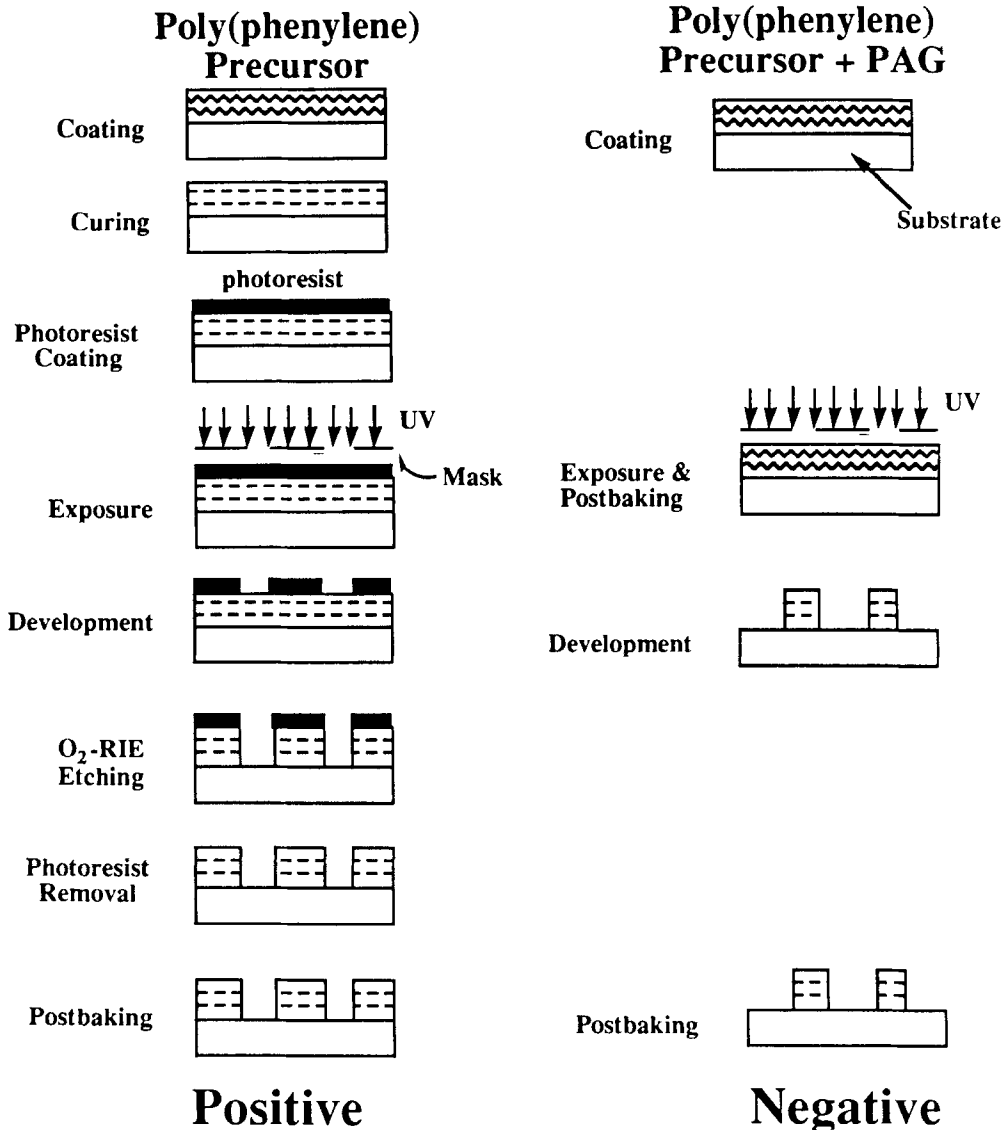 Poly(phenylene)
Precursor
Coating
Curing
photoresist
Photoresist
Coating
UV
Mask
Exposure
Development
O₂-RIE
Etching
Photoresist
Removal
Postbaking
Positive
Poly(phenylene)
Precursor + PAG
Coating
Substrate
UV
Exposure &
Postbaking
Development
Postbaking
Negative